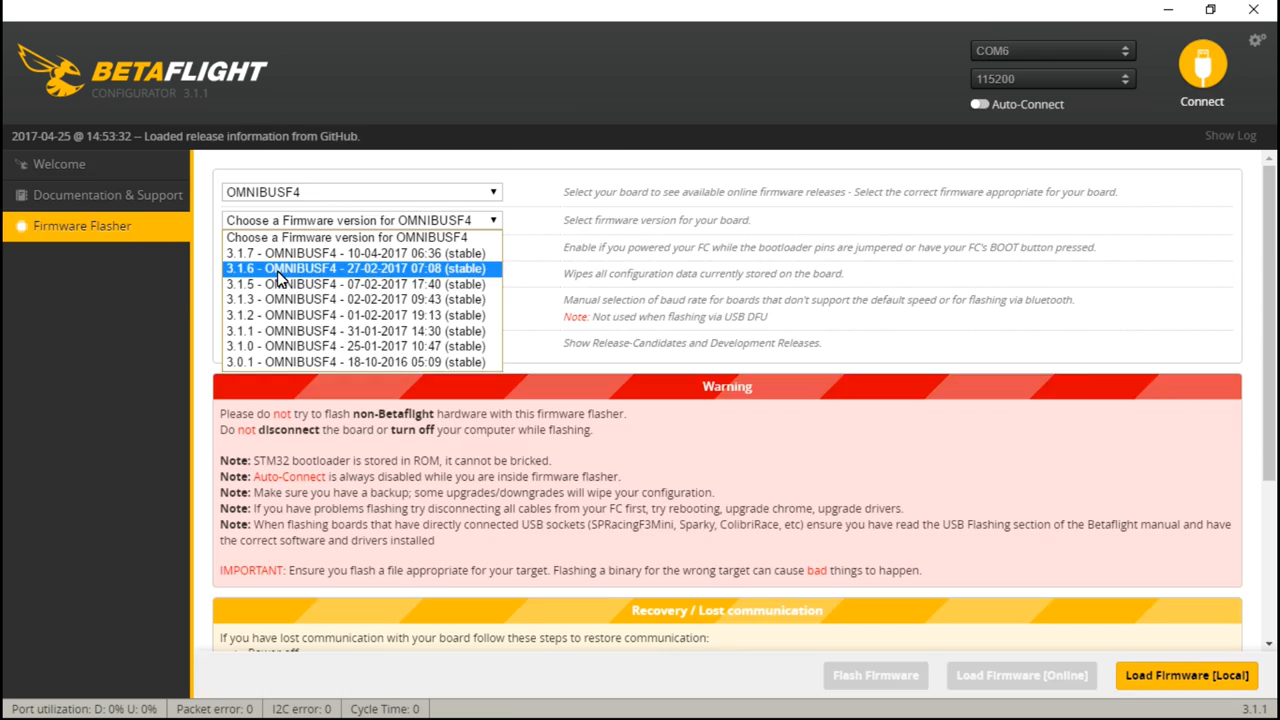 BETAFLIGHT
CONFIGURATOR 3.1.1
COM6
115200
Auto-Connect
Connect
2017-04-25 @ 14:53:32 -- Loaded release information from GitHub.
Show Log
Welcome
Documentation & Support
Firmware Flasher
OMNIBUSF4
Select your board to see available online firmware releases - Select the correct firmware appropriate for your board.
Choose a Firmware version for OMNIBUSF4
Select firmware version for your board.
Choose a Firmware version for OMNIBUSF4
3.1.7 - OMNIBUSF4 - 10-04-2017 06:36 (stable)
3.1.6 - OMNIBUSF4 - 27-02-2017 07:08 (stable)
3.1.5 - OMNIBUSF4 - 07-02-2017 17:40 (stable)
3.1.3 - OMNIBUSF4 - 02-02-2017 09:43 (stable)
3.1.2 - OMNIBUSF4 - 01-02-2017 19:13 (stable)
3.1.1 - OMNIBUSF4 - 31-01-2017 14:30 (stable)
3.1.0 - OMNIBUSF4 - 25-01-2017 10:47 (stable)
3.0.1 - OMNIBUSF4 - 18-10-2016 05:09 (stable)
Enable if you powered your FC while the bootloader pins are jumpered or have your FC's BOOT button pressed.
Wipes all configuration data currently stored on the board.
Manual selection of baud rate for boards that don't support the default speed or for flashing via bluetooth.
Note: Not used when flashing via USB DFU
Show Release-Candidates and Development Releases.
Warning
Please do not try to flash non-Betaflight hardware with this firmware flasher.
Do not disconnect the board or turn off your computer while flashing.
Note: STM32 bootloader is stored in ROM, it cannot be bricked.
Note: Auto-Connect is always disabled while you are inside firmware flasher.
Note: Make sure you have a backup; some upgrades/downgrades will wipe your configuration.
Note: If you have problems flashing try disconnecting all cables from your FC first, try rebooting, upgrade chrome, upgrade drivers.
Note: When flashing boards that have directly connected USB sockets (SPRacingF3Mini, Sparky, ColibriRace, etc) ensure you have read the USB Flashing section of the Betaflight manual and have
the correct software and drivers installed
IMPORTANT: Ensure you flash a file appropriate for your target. Flashing a binary for the wrong target can cause bad things to happen.
Recovery / Lost communication
If you have lost communication with your board follow these steps to restore communication:
Power off
Flash Firmware
Load Firmware [Online]
Load Firmware [Local]
Port utilization: D: 0% U: 0%
Packet error: 0
I2C error: 0
Cycle Time: 0
3.1.1